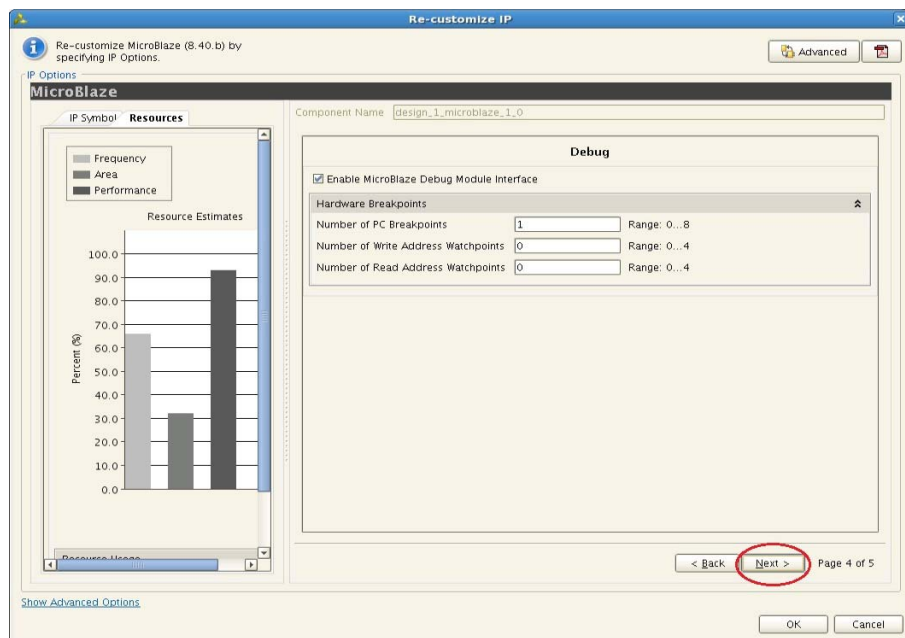 Re-customize IP
Re-customize MicroBlaze (8.40.b) by
specifying IP Options.
Advanced
IP Options
MicroBlaze
IP Symbol
Resources
Component Name
design_1_microblaze_1_0
Frequency
Area
Performance
Resource Estimates
100.0
90.0
80.0
70.0
60.0
50.0
40.0
30.0
20.0
10.0
0.0
Percent (%)
Resource Usage
Debug
Enable MicroBlaze Debug Module Interface
Hardware Breakpoints
Number of PC Breakpoints 1 Range: 0...8
Number of Write Address Watchpoints 0 Range: 0...4
Number of Read Address Watchpoints 0 Range: 0...4
< Back Next > Page 4 of 5
Show Advanced Options
OK Cancel